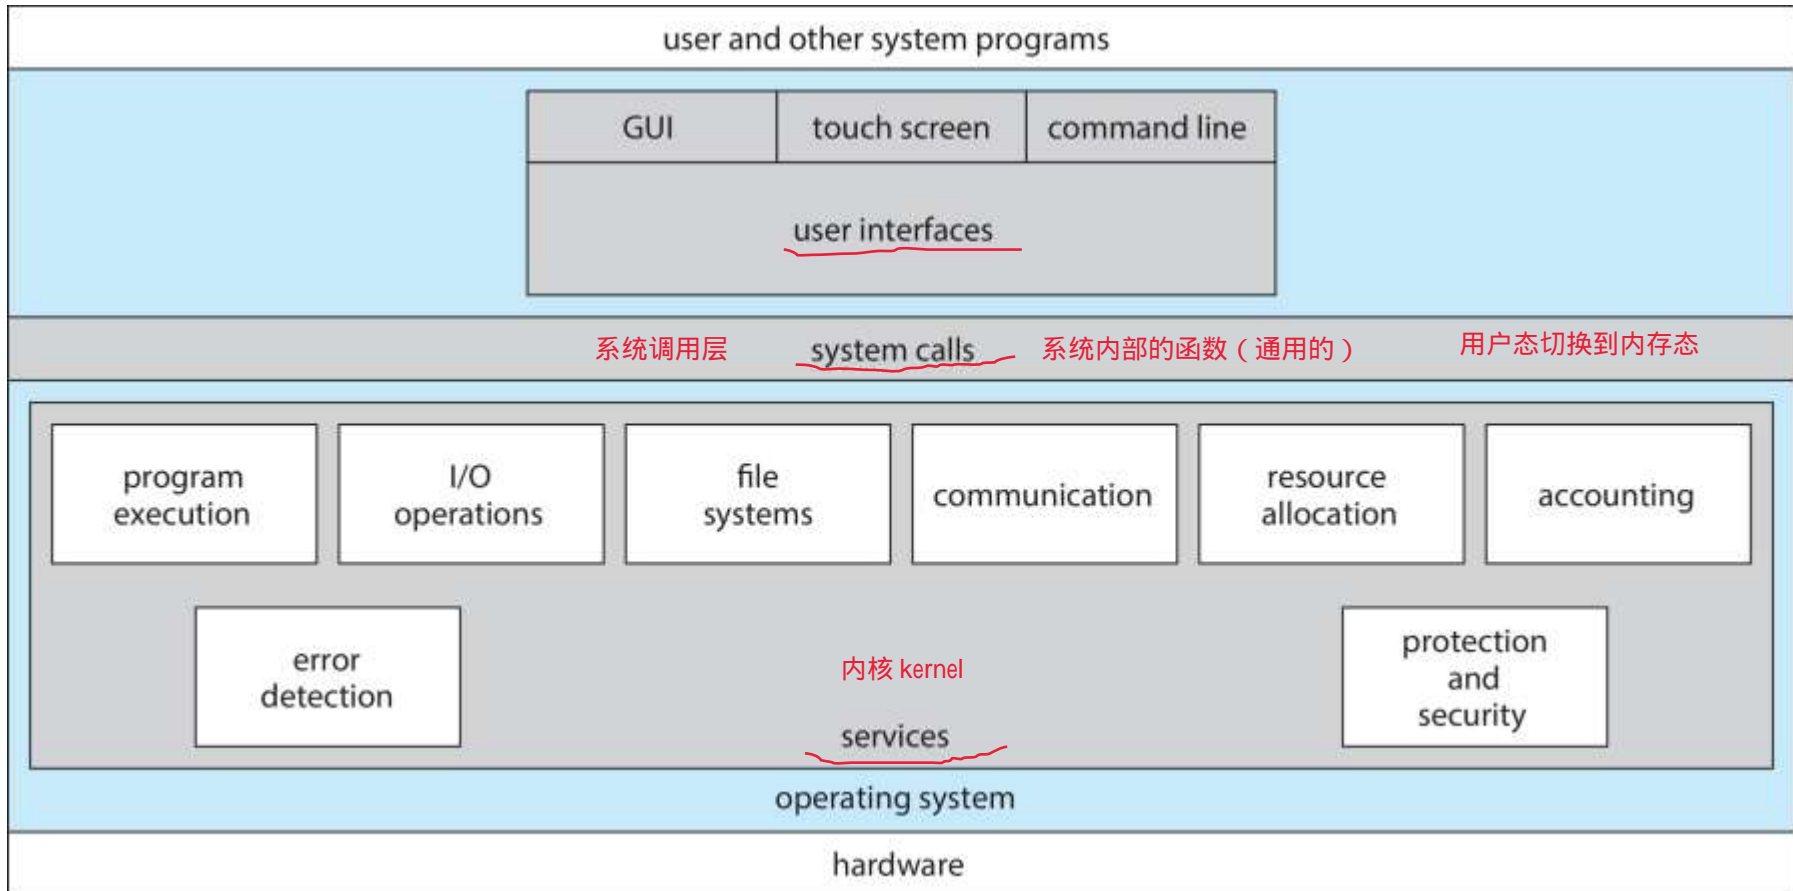 user and other system programs
GUI
touch screen
command line
user interfaces
系统调用层
system calls
系统内部的函数（通用的）
用户态切换到内存态
program
execution
I/O
operations
file
systems
communication
resource
allocation
accounting
error
detection
内核 kernel
services
protection
and
security
operating system
hardware